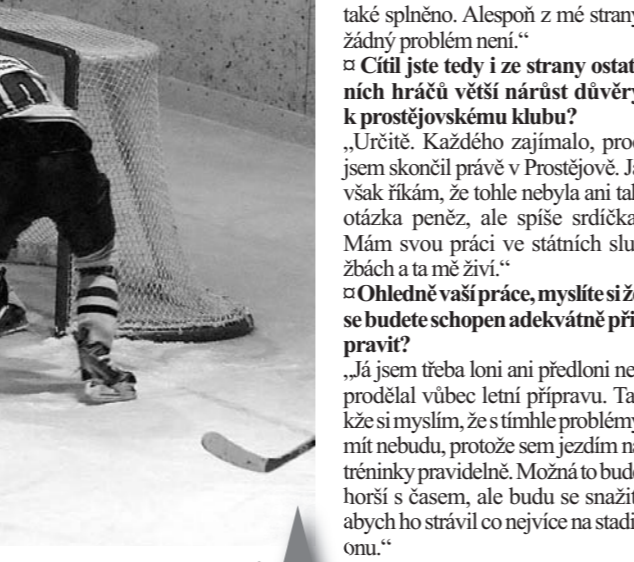 také splněno. Alespoň z mé strany
žádný problém není.“
¤ Cítil jste tedy i ze strany ostat
ních hráčů větší nárůst důvěry
k prostějovskému klubu?
„Určitě. Každého zajímalo, proč
jsem skončil právě v Prostějově. Já
však říkám, že tohle nebyla ani tak
otázka peněz, ale spíše srdíčka.
Mám svou práci ve státních slu
žbách a ta mě živí.“
¤ Ohledně vaší práce, myslíte si že
se budete schopen adekvátně při
pravit?
„Já jsem třeba loni ani předloni ne
prodělal vůbec letní přípravu. Ta
kže si myslím, že s tímhle problémy
mít nebudu, protože sem jezdím na
tréninky pravidelně. Možná to bude
horší s časem, ale budu se snažit,
abych ho strávil co nejvíce na stadi
onu.“